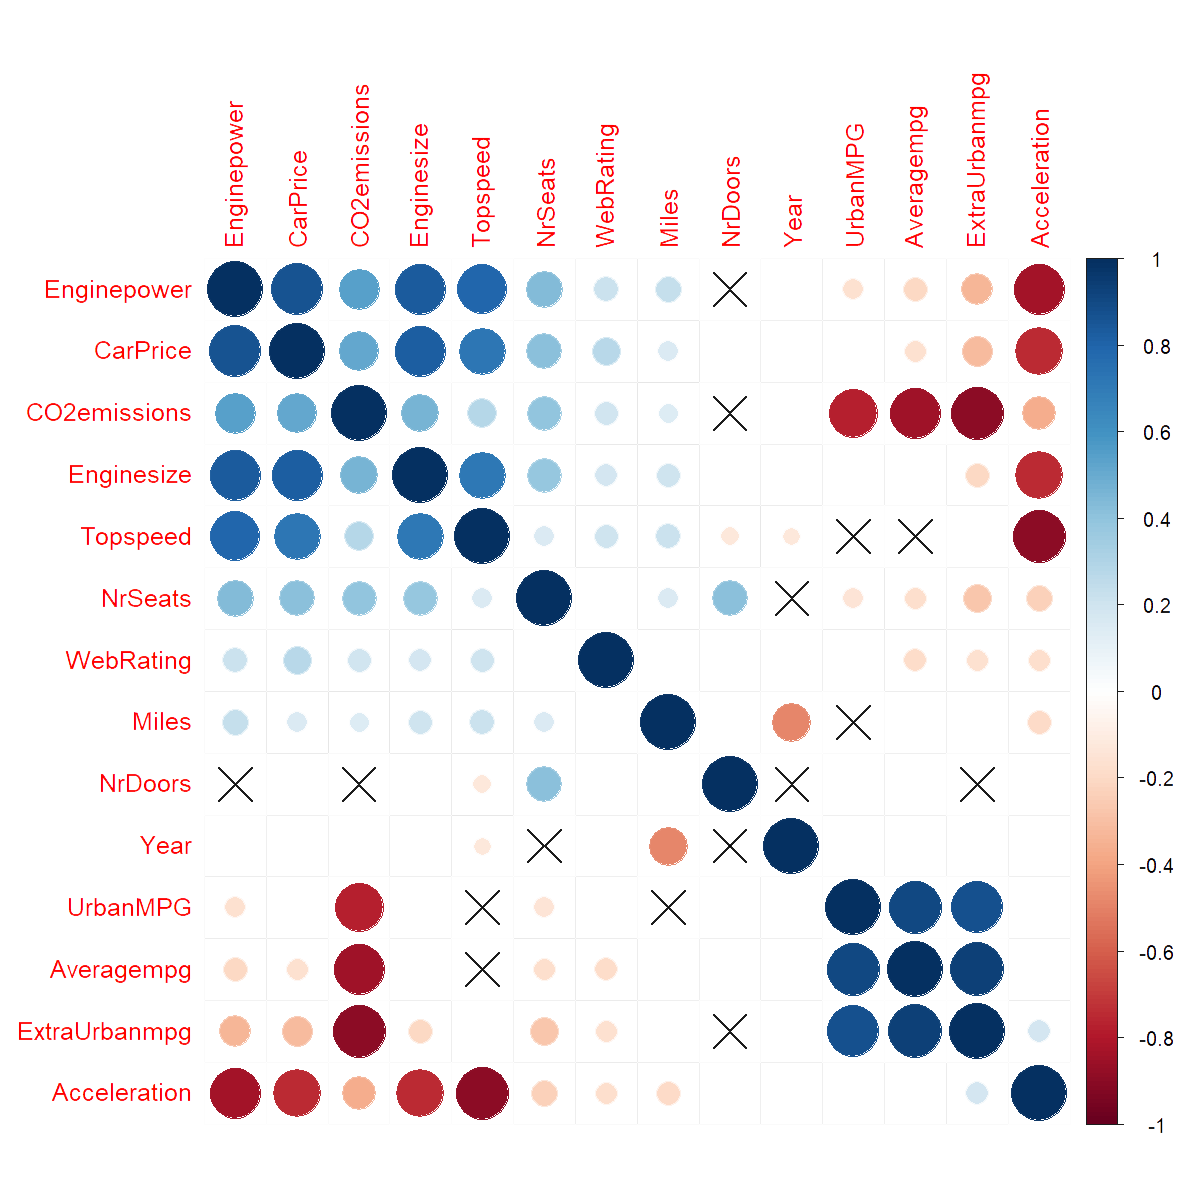 Enginepower
CarPrice
CO2emissions
Enginesize
Topspeed
NrSeats
WebRating
Miles
NrDoors
Year
UrbanMPG
Averagempg
ExtraUrbanmpg
Acceleration
Enginepower
CarPrice
CO2emissions
Enginesize
Topspeed
NrSeats
WebRating
Miles
NrDoors
Year
UrbanMPG
Averagempg
ExtraUrbanmpg
Acceleration
1
0.8
0.6
0.4
0.2
0
-0.2
-0.4
-0.6
-0.8
-1